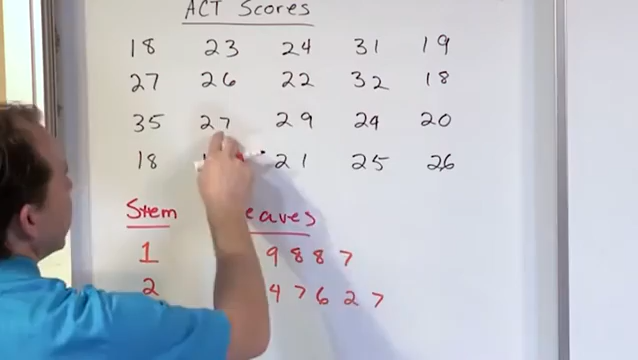 ACT Scores
18 23 24 31 19
27 26 22 32 18
35 27 29 24 20
18 21 25 26
Stem eaves
1 9 8 8 7
2 4 7 6 2 7